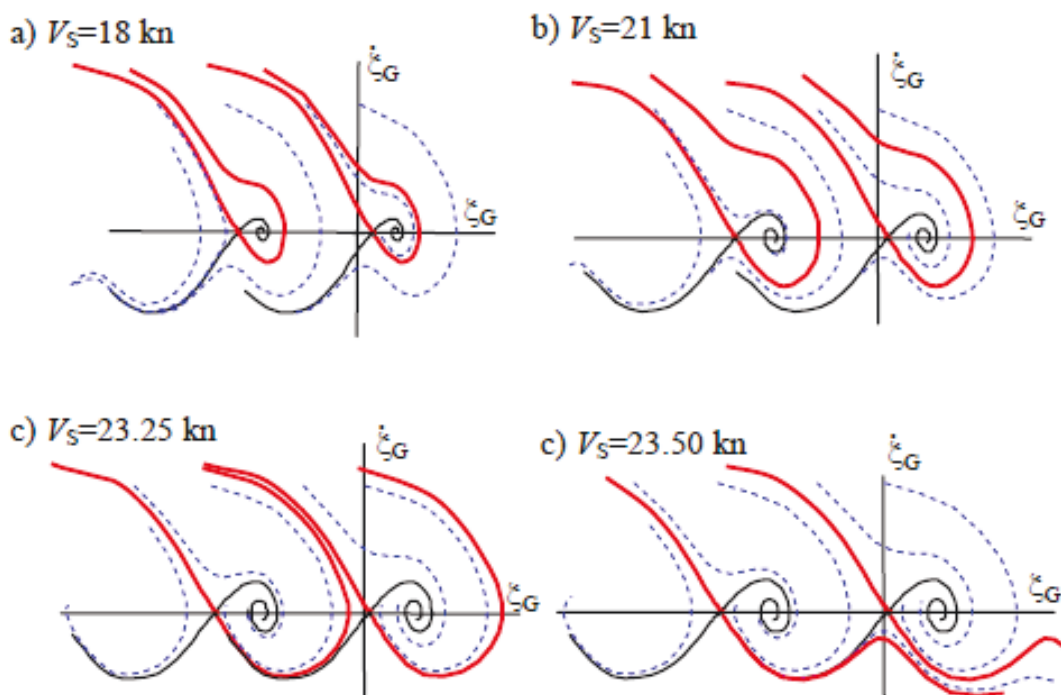 a) V_S=18 kn
ξ̇_G
ξ_G
b) V_S=21 kn
ξ̇_G
ξ_G
c) V_S=23.25 kn
ξ̇_G
ξ_G
c) V_S=23.50 kn
ξ̇_G
ξ_G